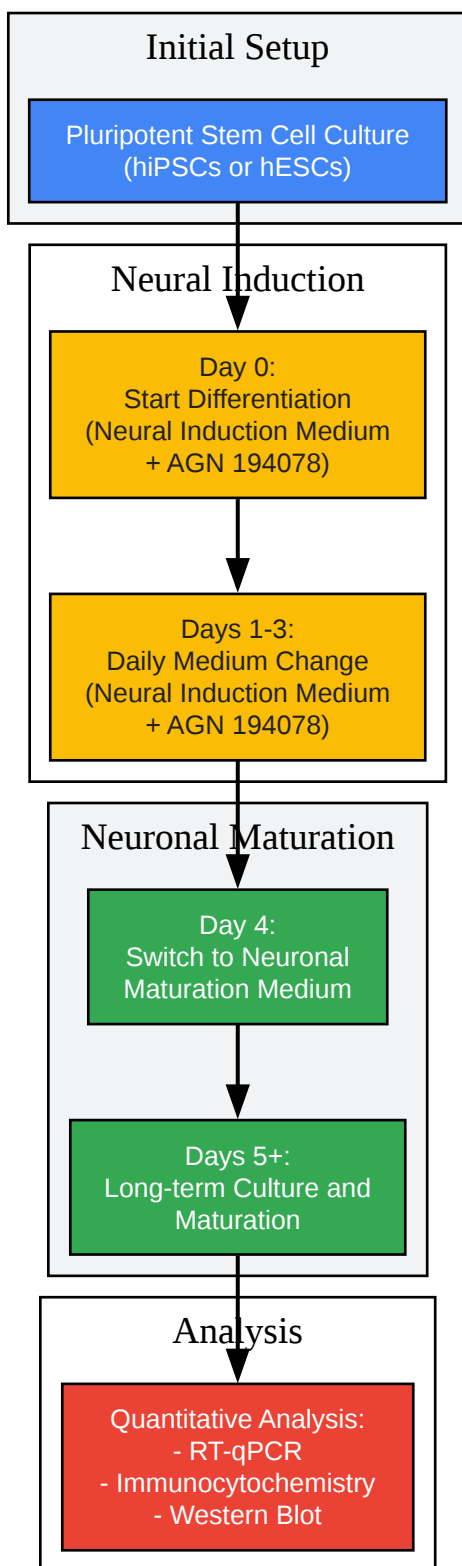 Initial Setup
Pluripotent Stem Cell Culture
(hiPSCs or hESCs)
Neural Induction
Day 0:
Start Differentiation
(Neural Induction Medium
+ AGN 194078)
Days 1-3:
Daily Medium Change
(Neural Induction Medium
+ AGN 194078)
Neuronal Maturation
Day 4:
Switch to Neuronal
Maturation Medium
Days 5+:
Long-term Culture and
Maturation
Analysis
Quantitative Analysis:
- RT-qPCR
- Immunocytochemistry
- Western Blot